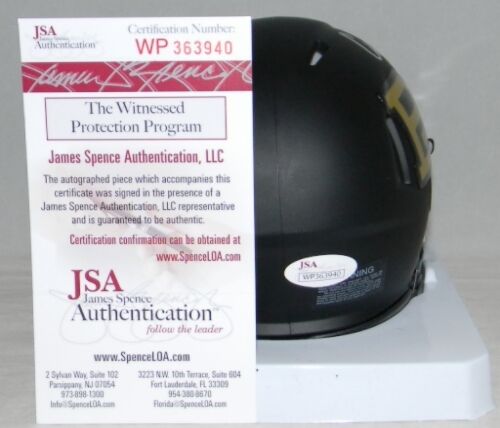 JSA
James Spence
Authentication
Certification Number:
WP 363940
The Witnessed
Protection Program
James Spence Authentication, LLC
The autographed piece which accompanies this
certificate was signed in the presence of a
James Spence Authentication, LLC representative
and is guaranteed to be authentic.
Certification confirmation can be obtained at
www.SpenceLOA.com
JSA
James Spence
Authentication
follow the leader
www.SpenceLOA.com
2 Sylvan Way, Suite 102
Parsippany, NJ 07054
973-898-1300
Info@SpenceLOA.com
3223 N.W. 10th Terrace, Suite 604
Fort Lauderdale, FL 33309
954-380-8670
Florida@SpenceLOA.com
JSA
WP363940